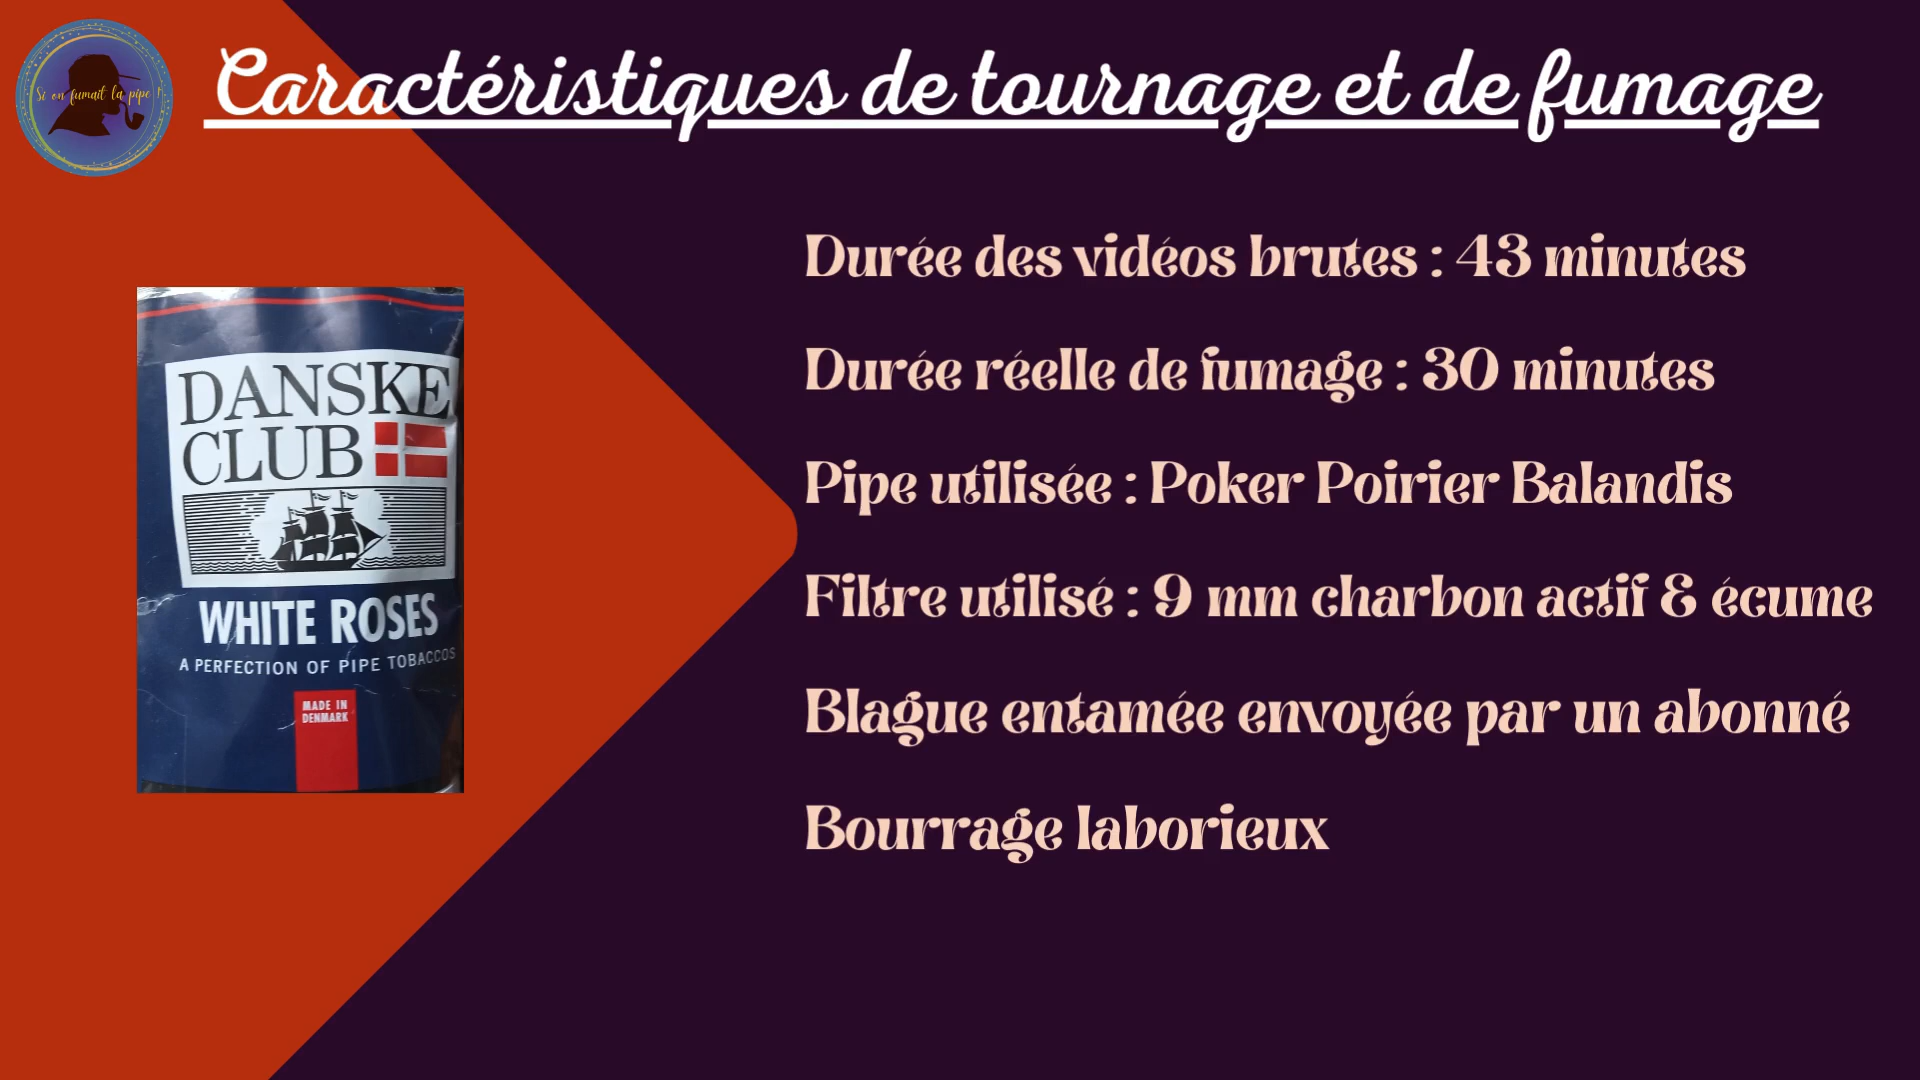 Si on fumait la pipe !
Caractéristiques de tournage et de fumage
DANSKE
CLUB
WHITE ROSES
A PERFECTION OF PIPE TOBACCOS
MADE IN
DENMARK
Durée des vidéos brutes : 43 minutes
Durée réelle de fumage : 30 minutes
Pipe utilisée : Poker Poirier Balandis
Filtre utilisé : 9 mm charbon actif & écume
Blague entamée envoyée par un abonné
Bourrage laborieux